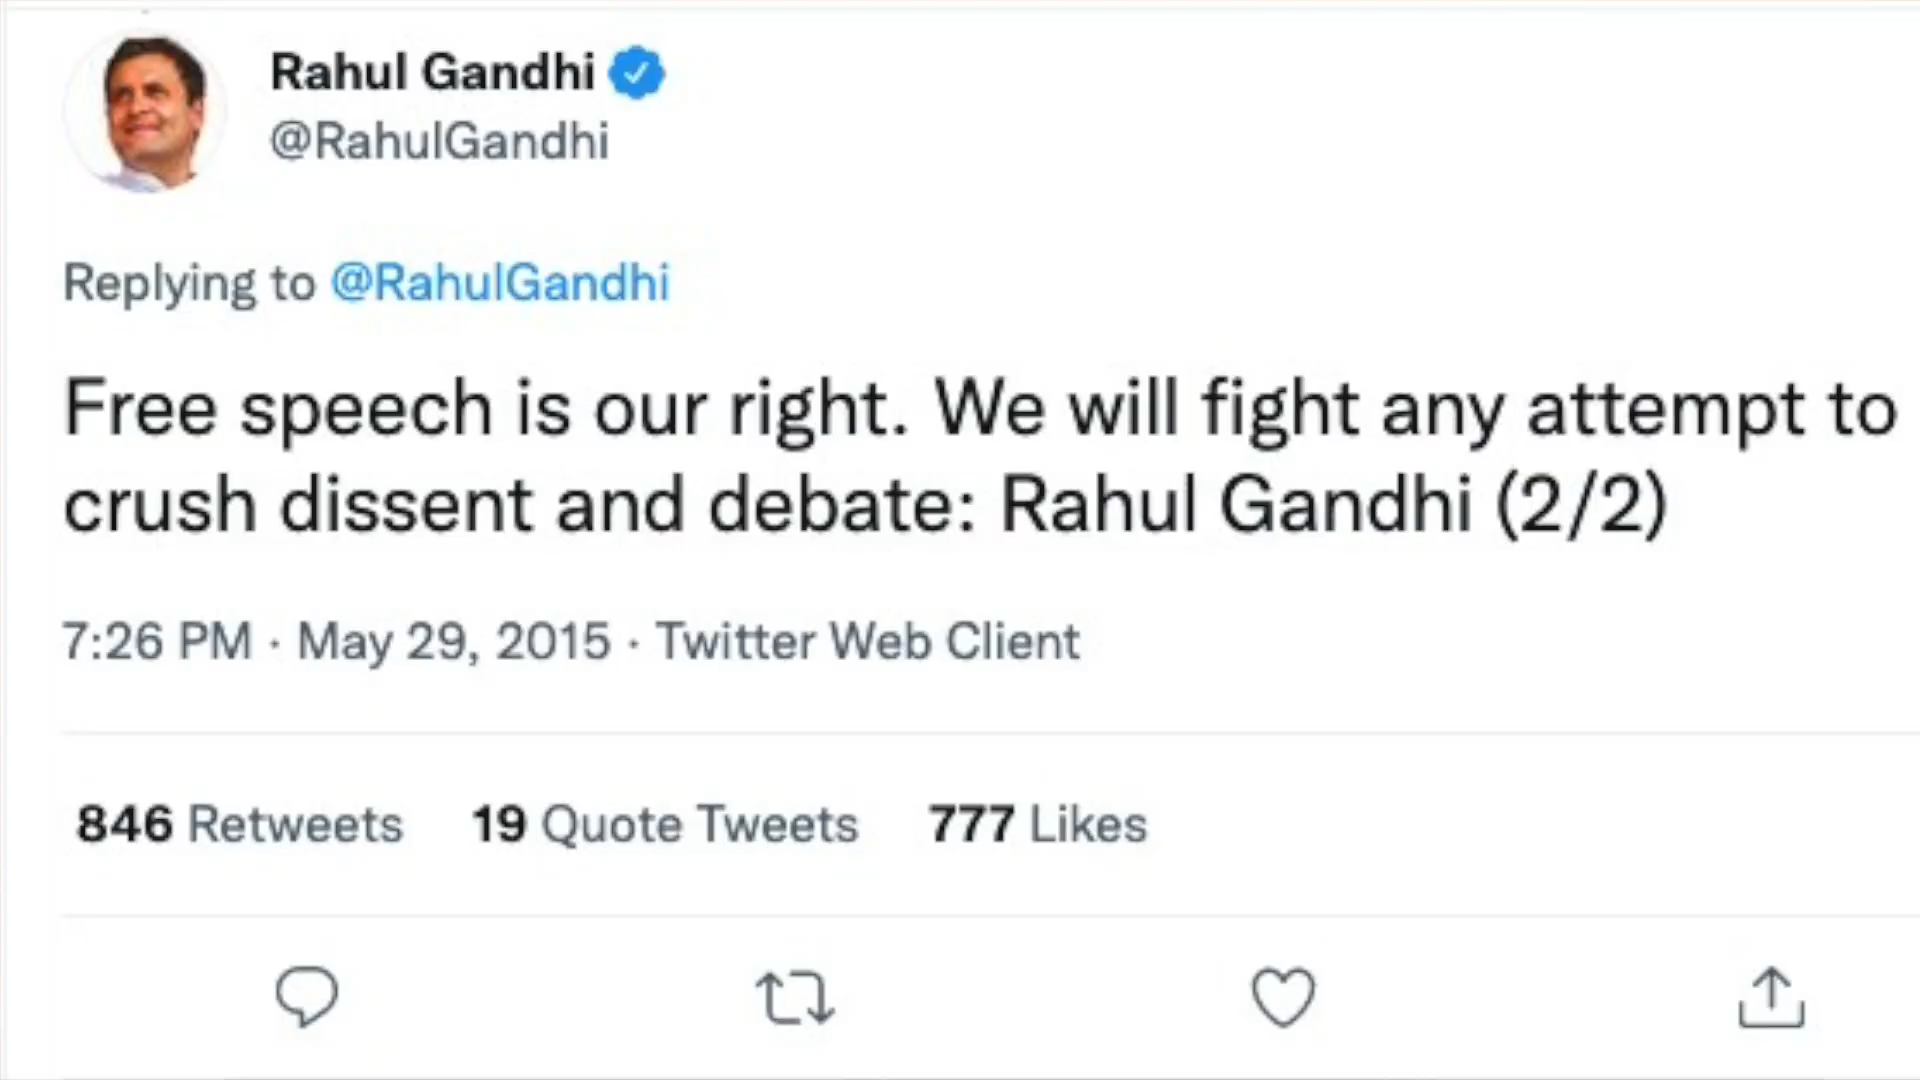 Rahul Gandhi
@RahulGandhi
Replying to @RahulGandhi
Free speech is our right. We will fight any attempt to
crush dissent and debate: Rahul Gandhi (2/2)
7:26 PM · May 29, 2015 · Twitter Web Client
846 Retweets 19 Quote Tweets 777 Likes